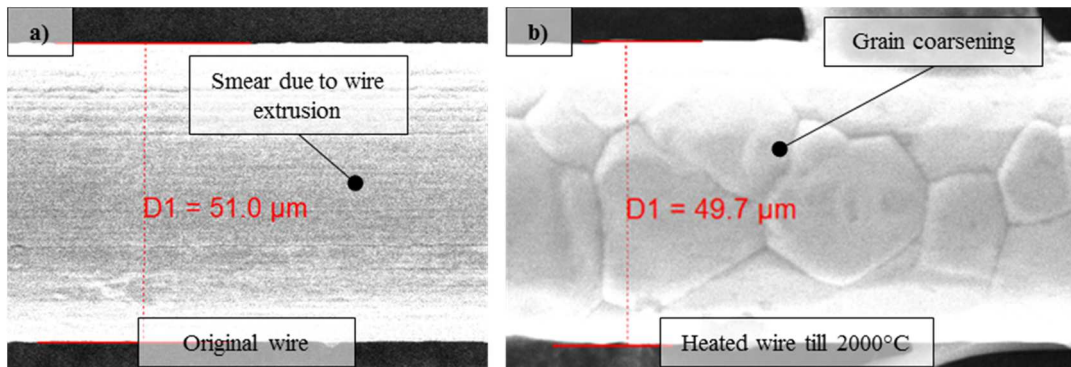 a)
Smear due to wire
extrusion
D1 = 51.0 µm
Original wire
b)
Grain coarsening
D1 = 49.7 µm
Heated wire till 2000°C